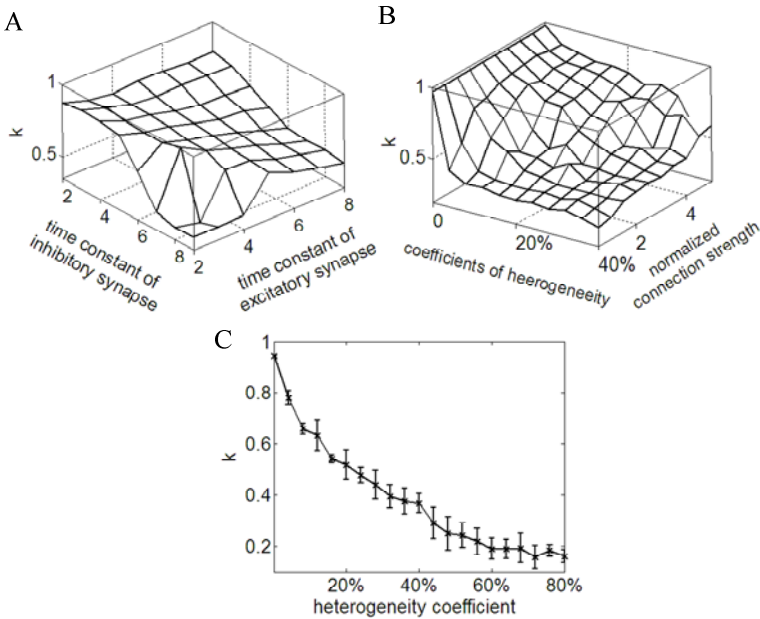 A
1
k
0.5
2
4
6
8
2
4
6
8
time constant of
inhibitory synapse
time constant of
excitatory synapse
B
1
k
0.5
0
20%
40%
2
4
coefficients of heerogeneeity
normalized
connection strength
C
1
0.8
0.6
k
0.4
0.2
20%
40%
60%
80%
heterogeneity coefficient